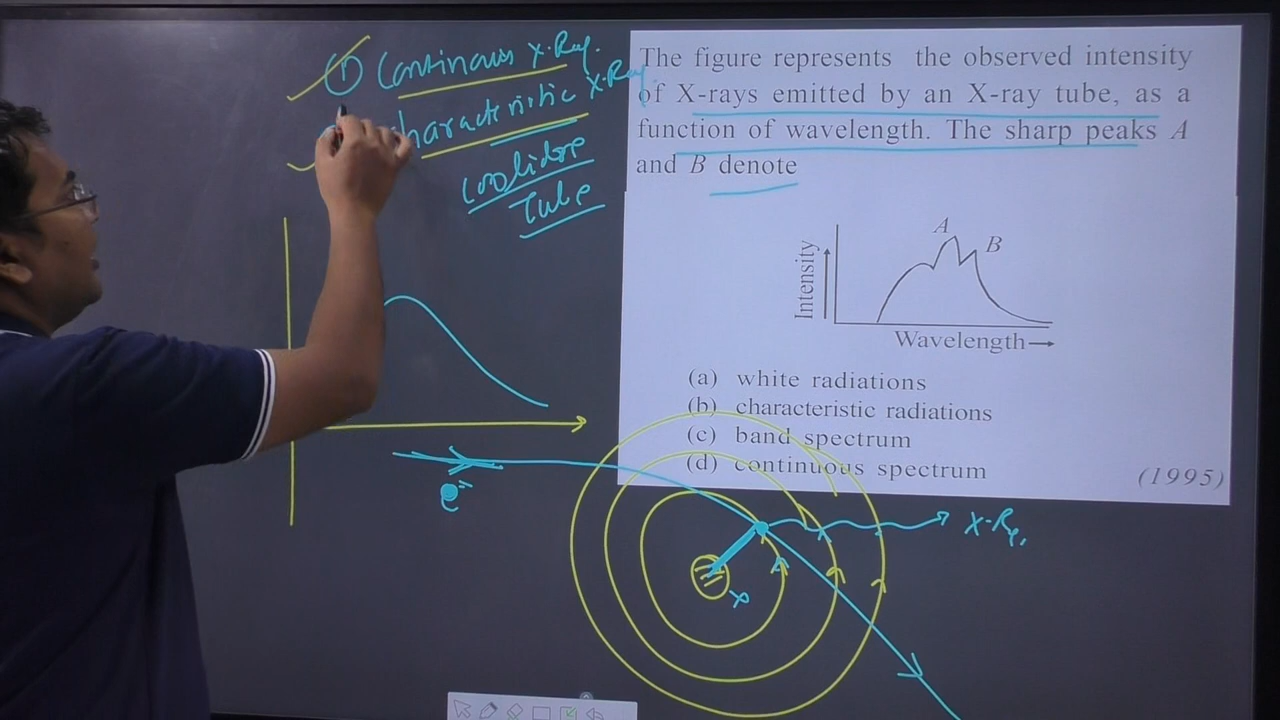 ① Continous X-Ray.
characteristic X-Ray
Coolidge
Tube
The figure represents the observed intensity
of X-rays emitted by an X-ray tube, as a
function of wavelength. The sharp peaks A
and B denote
A
B
Intensity
Wavelength
(a) white radiations
(b) characteristic radiations
(c) band spectrum
(d) continuous spectrum
(1995)
e⁻
X-Ry.